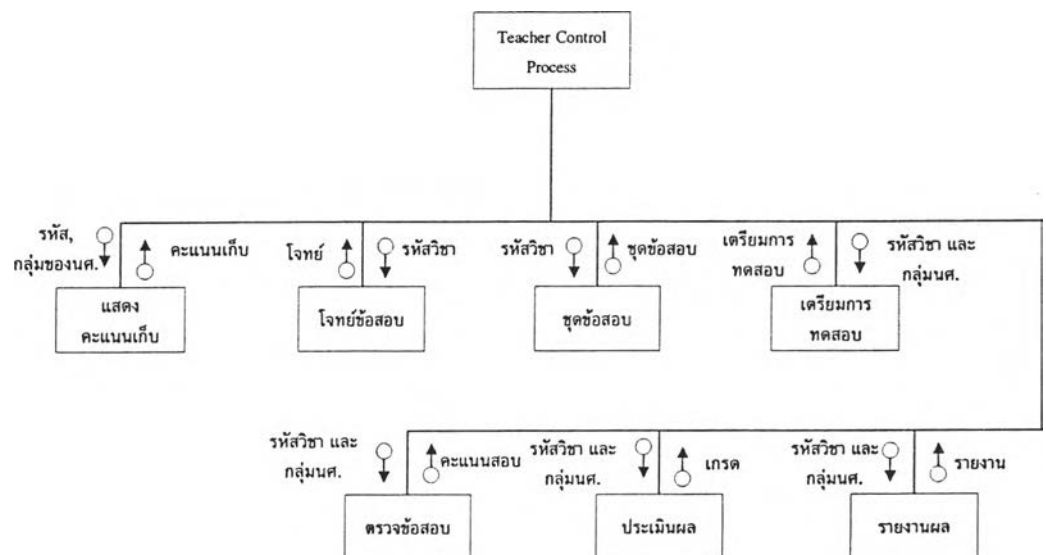 Teacher Control
Process
รหัส,
กลุ่มของนศ.
คะแนนเก็บ
โจทย์
รหัสวิชา
รหัสวิชา
ชุดข้อสอบ
เตรียมการ
ทดสอบ
รหัสวิชา และ
กลุ่มนศ.
แสดง
คะแนนเก็บ
โจทย์ข้อสอบ
ชุดข้อสอบ
เตรียมการ
ทดสอบ
รหัสวิชา และ
กลุ่มนศ.
คะแนนสอบ
รหัสวิชา และ
กลุ่มนศ.
เกรด
รหัสวิชา และ
กลุ่มนศ.
รายงาน
ตรวจข้อสอบ
ประเมินผล
รายงานผล